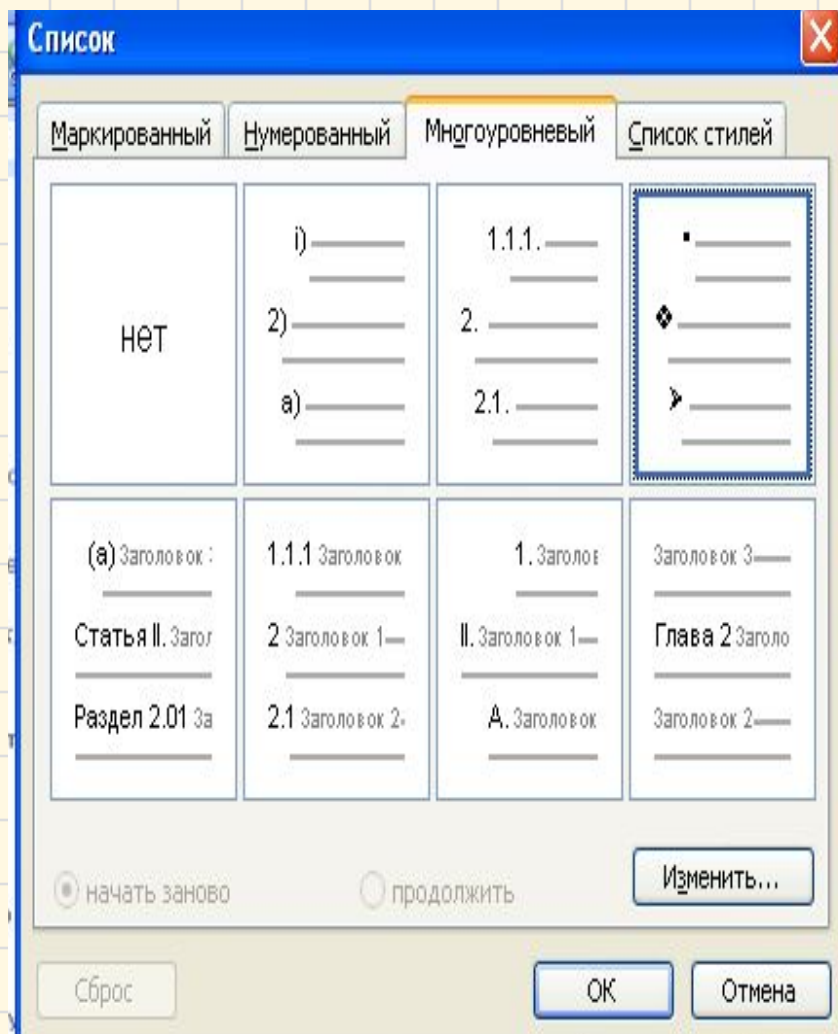 Список
Маркированный Нумерованный Многоуровневый Список стилей
нет
i)
2)
a)
1.1.1.
2.
2.1.
(a) Заголовок
Статья II. Загол
Раздел 2.01 За
1.1.1 Заголовок
2 Заголовок 1
2.1 Заголовок 2
1. Заголов
II. Заголовок 1
A. Заголовок
Заголовок 3
Глава 2 Заголо
Заголовок 2
начать заново продолжить Изменить...
Сброс ОК Отмена